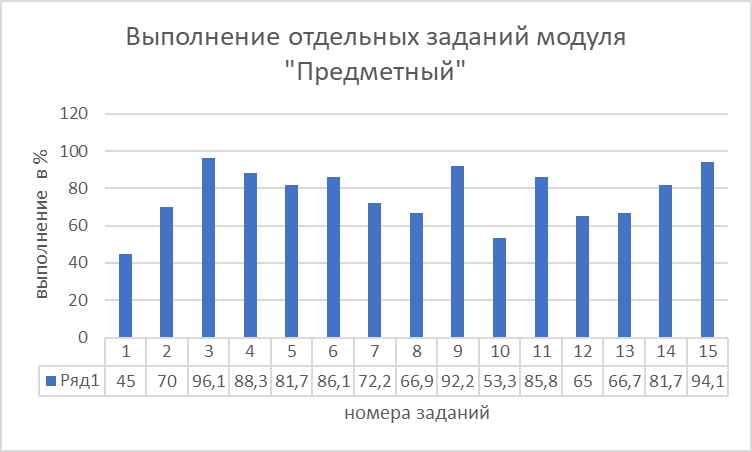 Выполнение отдельных заданий модуля
"Предметный"
выполнение в %
120
100
80
60
40
20
0
1 2 3 4 5 6 7 8 9 10 11 12 13 14 15
Ряд1 45 70 96,1 88,3 81,7 86,1 72,2 66,9 92,2 53,3 85,8 65 66,7 81,7 94,1
номера заданий